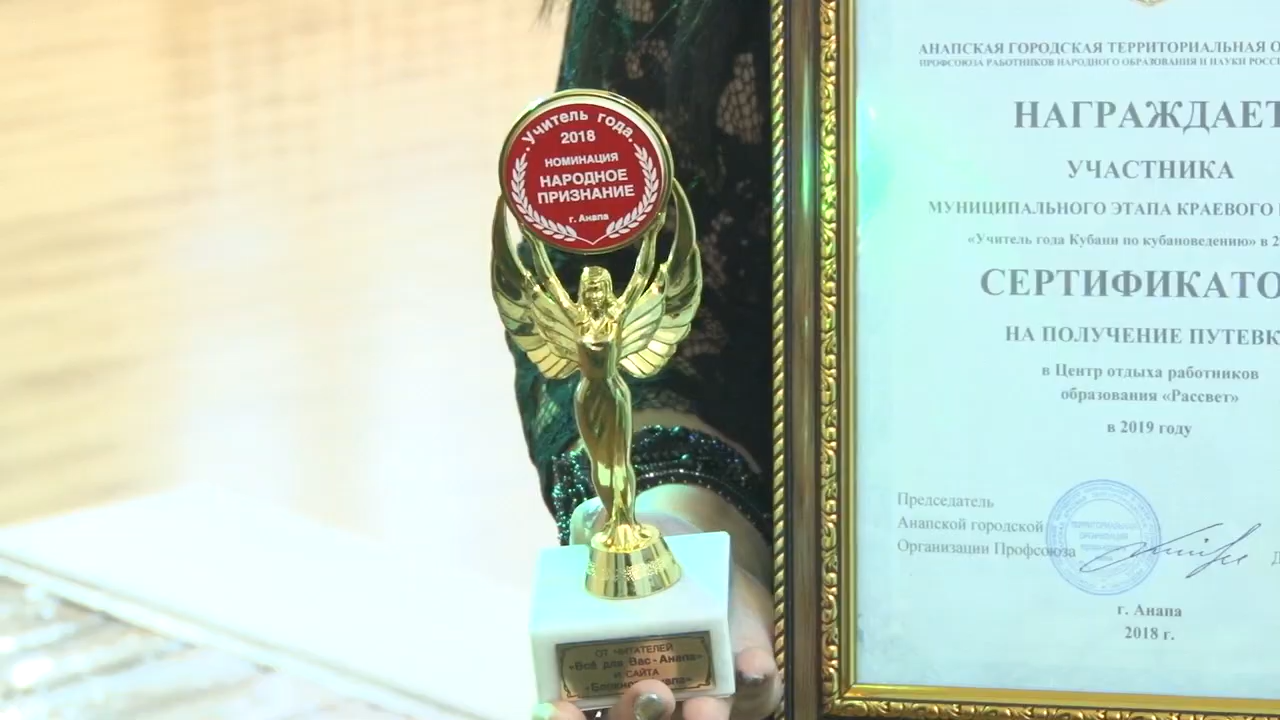 Учитель года
2018
НОМИНАЦИЯ
НАРОДНОЕ
ПРИЗНАНИЕ
г. Анапа
ОТ ЧИТАТЕЛЕЙ
«Всё для Вас - Анапа»
И САЙТА
АНАПСКАЯ ГОРОДСКАЯ ТЕРРИТОРИАЛЬНАЯ
ПРОФСОЮЗА РАБОТНИКОВ НАРОДНОГО ОБРАЗОВАНИЯ И НАУКИ
НАГРАЖДАЕТ
УЧАСТНИКА
МУНИЦИПАЛЬНОГО ЭТАПА КРАЕВОГО
«Учитель года Кубани по кубановедению» в
СЕРТИФИКАТО
НА ПОЛУЧЕНИЕ ПУТЕВК
в Центр отдыха работников
образования «Рассвет»
в 2019 году
Председатель
Анапской городской
Организации Профсоюза
ТЕРРИТОРИАЛЬНАЯ
ОРГАНИЗАЦИЯ
г. Анапа
2018 г.